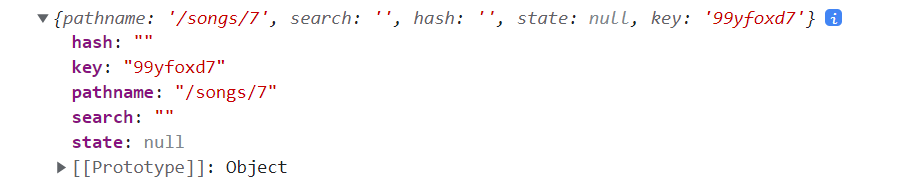 ▼{pathname: '/songs/7', search: '', hash: '', state: null, key: '99yfoxd7'} i
hash: ""
key: "99yfoxd7"
pathname: "/songs/7"
search: ""
state: null
▶[[Prototype]]: Object